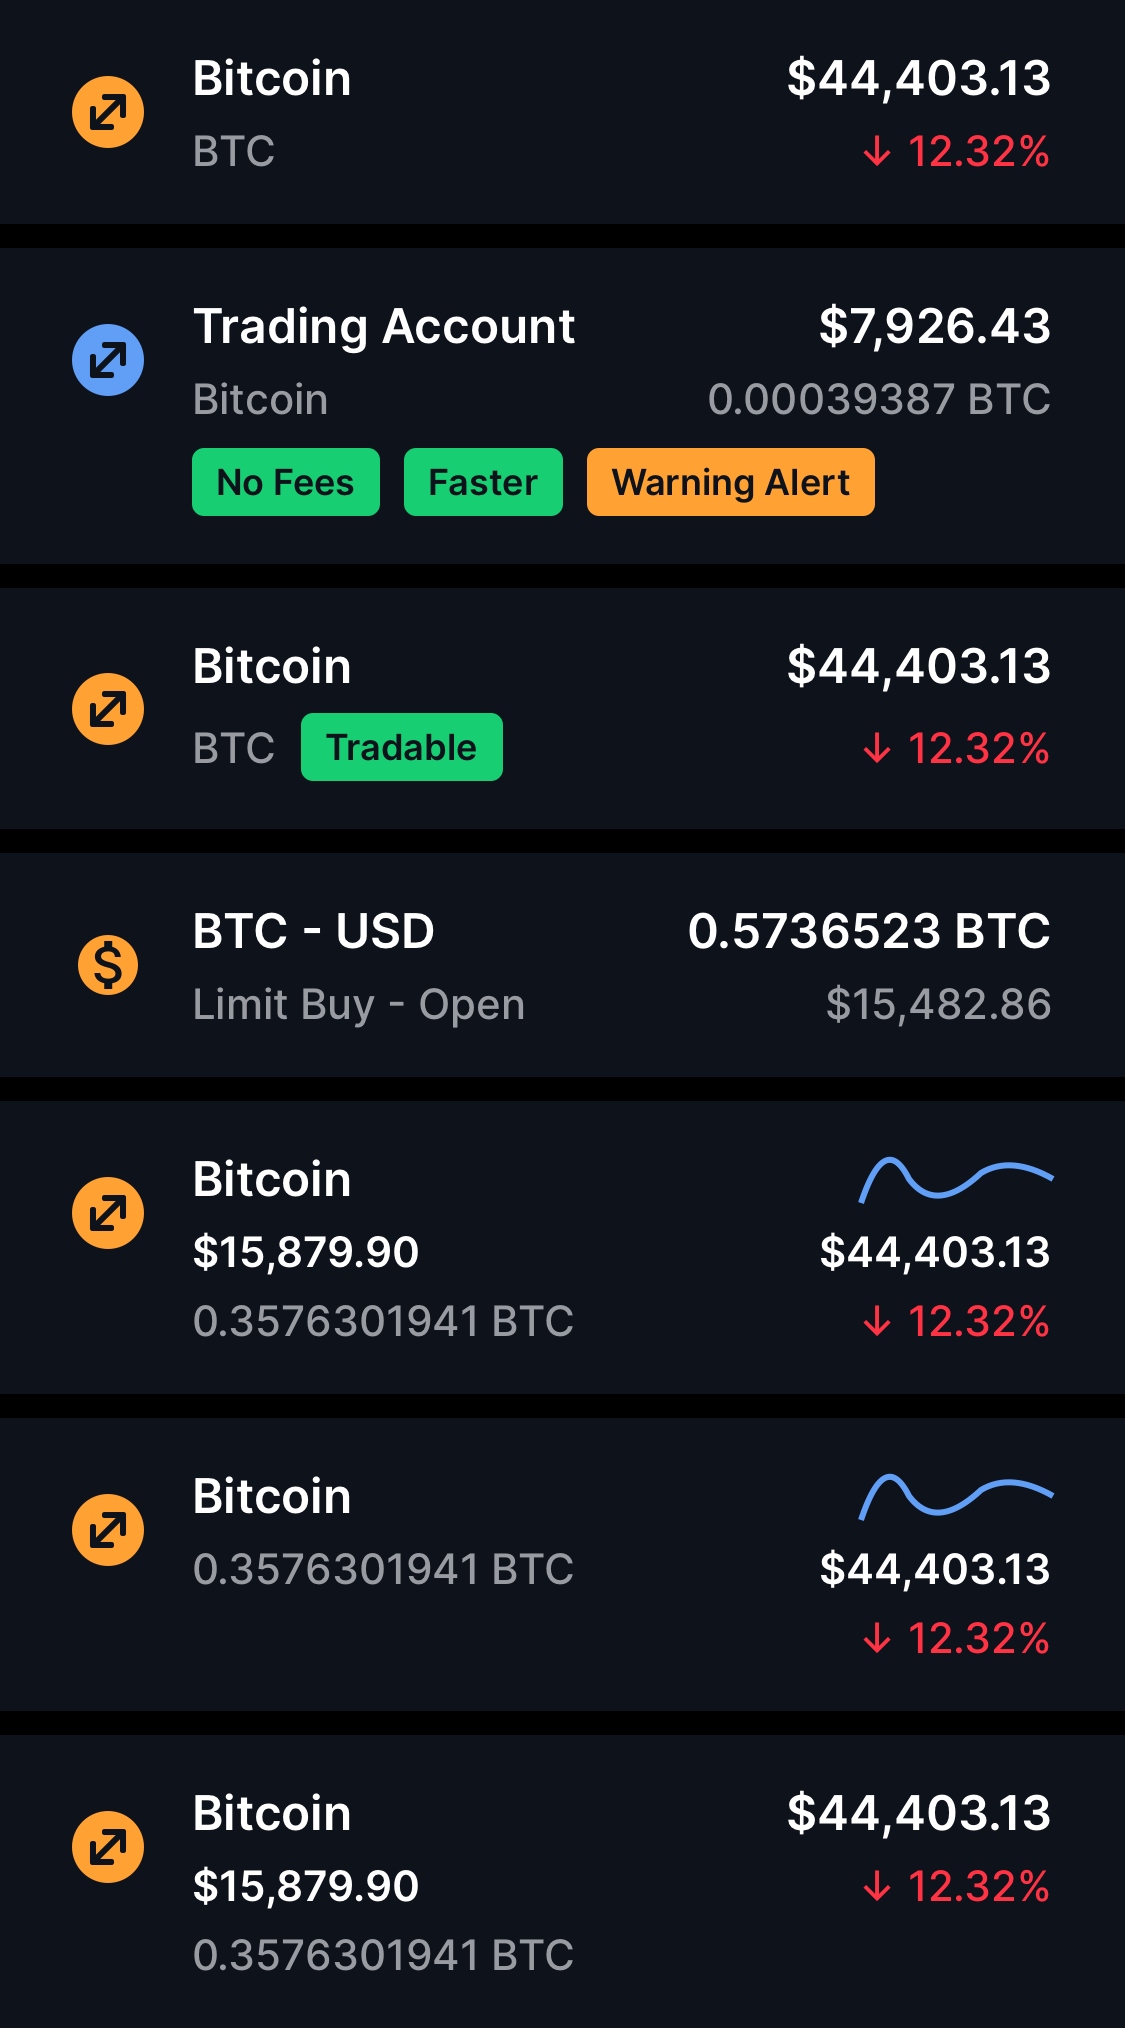 Bitcoin $44,403.13
BTC ↓ 12.32%
Trading Account $7,926.43
Bitcoin 0.00039387 BTC
No Fees Faster Warning Alert
Bitcoin $44,403.13
BTC Tradable ↓ 12.32%
$ BTC - USD 0.5736523 BTC
Limit Buy - Open $15,482.86
Bitcoin
$15,879.90 $44,403.13
0.3576301941 BTC ↓ 12.32%
Bitcoin
0.3576301941 BTC $44,403.13
↓ 12.32%
Bitcoin $44,403.13
$15,879.90 ↓ 12.32%
0.3576301941 BTC